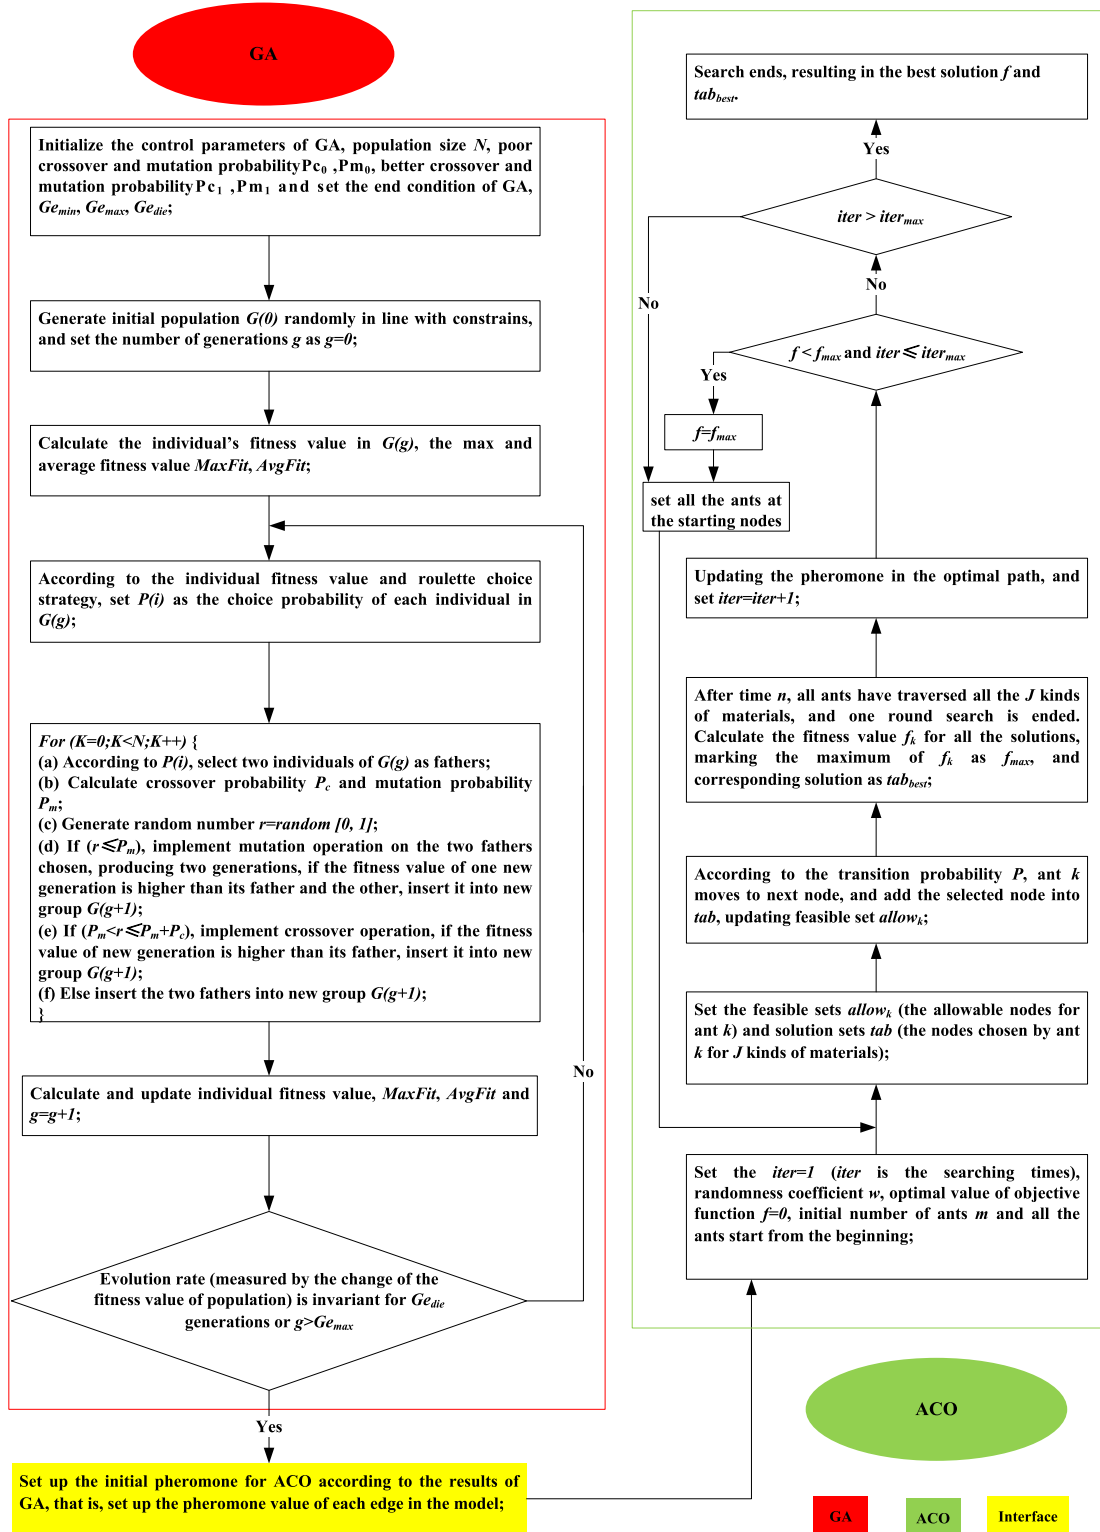 GA
Initialize the control parameters of GA, population size N, poor
crossover and mutation probabilityPc0 ,Pm0, better crossover and
mutation probabilityPc1 ,Pm1 and set the end condition of GA,
Gemin, Gemax, Gedie;
Generate initial population G(0) randomly in line with constrains,
and set the number of generations g as g=0;
Calculate the individual's fitness value in G(g), the max and
average fitness value MaxFit, AvgFit;
According to the individual fitness value and roulette choice
strategy, set P(i) as the choice probability of each individual in
G(g);
For (K=0;K<N;K++) {
(a) According to P(i), select two individuals of G(g) as fathers;
(b) Calculate crossover probability Pc and mutation probability
Pm;
(c) Generate random number r=random [0, 1];
(d) If (r≤Pm), implement mutation operation on the two fathers
chosen, producing two generations, if the fitness value of one new
generation is higher than its father and the other, insert it into new
group G(g+1);
(e) If (Pm<r≤Pm+Pc), implement crossover operation, if the fitness
value of new generation is higher than its father, insert it into new
group G(g+1);
(f) Else insert the two fathers into new group G(g+1);
}
No
Calculate and update individual fitness value, MaxFit, AvgFit and
g=g+1;
Evolution rate (measured by the change of the
fitness value of population) is invariant for Gedie
generations or g>Gemax
Yes
Set up the initial pheromone for ACO according to the results of
GA, that is, set up the pheromone value of each edge in the model;
Search ends, resulting in the best solution f and
tabbest.
Yes
iter > itermax
No
No
f < fmax and iter≤itermax
Yes
f=fmax
set all the ants at
the starting nodes
Updating the pheromone in the optimal path, and
set iter=iter+1;
After time n, all ants have traversed all the J kinds
of materials, and one round search is ended.
Calculate the fitness value fk for all the solutions,
marking the maximum of fk as fmax, and
corresponding solution as tabbest;
According to the transition probability P, ant k
moves to next node, and add the selected node into
tab, updating feasible set allowk;
Set the feasible sets allowk (the allowable nodes for
ant k) and solution sets tab (the nodes chosen by ant
k for J kinds of materials);
Set the iter=1 (iter is the searching times),
randomness coefficient w, optimal value of objective
function f=0, initial number of ants m and all the
ants start from the beginning;
ACO
GA
ACO
Interface